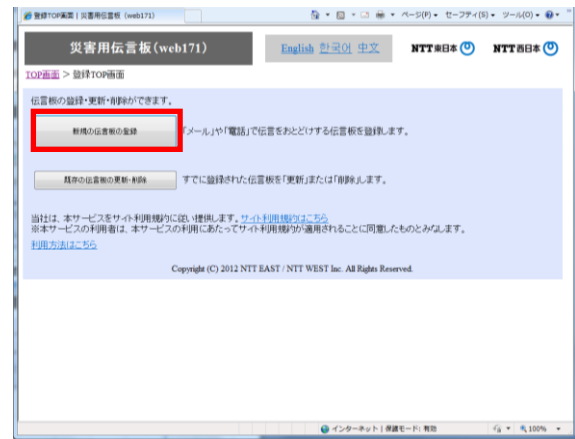 登録TOP画面 | 災害用伝言板 (web171)
ページ(P) セーフティ(S) ツール(O)
災害用伝言板(web171)
English 한국어 中文
NTT東日本 NTT西日本
TOP画面 > 登録TOP画面
伝言板の登録・更新・削除ができます。
新規の伝言板の登録 「メール」や「電話」で伝言をおとどけする伝言板を登録します。
既存の伝言板の更新・削除 すでに登録された伝言板を「更新」または「削除」します。
当社は、本サービスをサイト利用規約に従い提供します。サイト利用規約はこちら
※本サービスの利用者は、本サービスの利用にあたってサイト利用規約が適用されることに同意したものとみなします。
利用方法はこちら
Copyright (C) 2012 NTT EAST / NTT WEST Inc. All Rights Reserved.
インターネット | 保護モード: 有効 100%